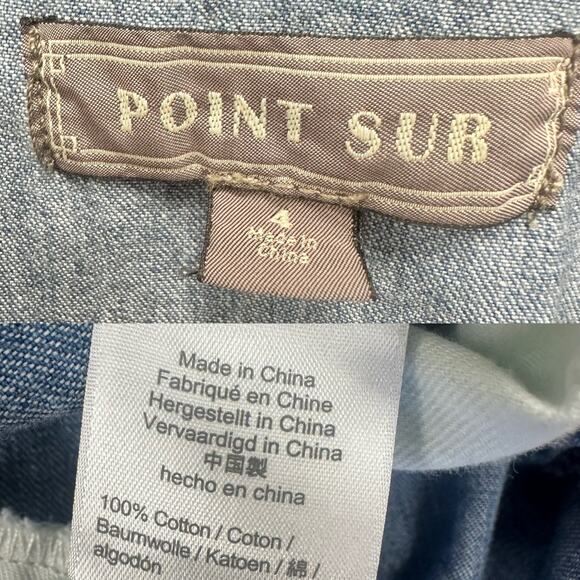 POINT SUR
4
Made in
China
Made in China
Fabriqué en Chine
Hergestellt in China
Vervaardigd in China
中国製
hecho en china
100% Cotton / Coton /
Baumwolle / Katoen / 綿 /
algodón